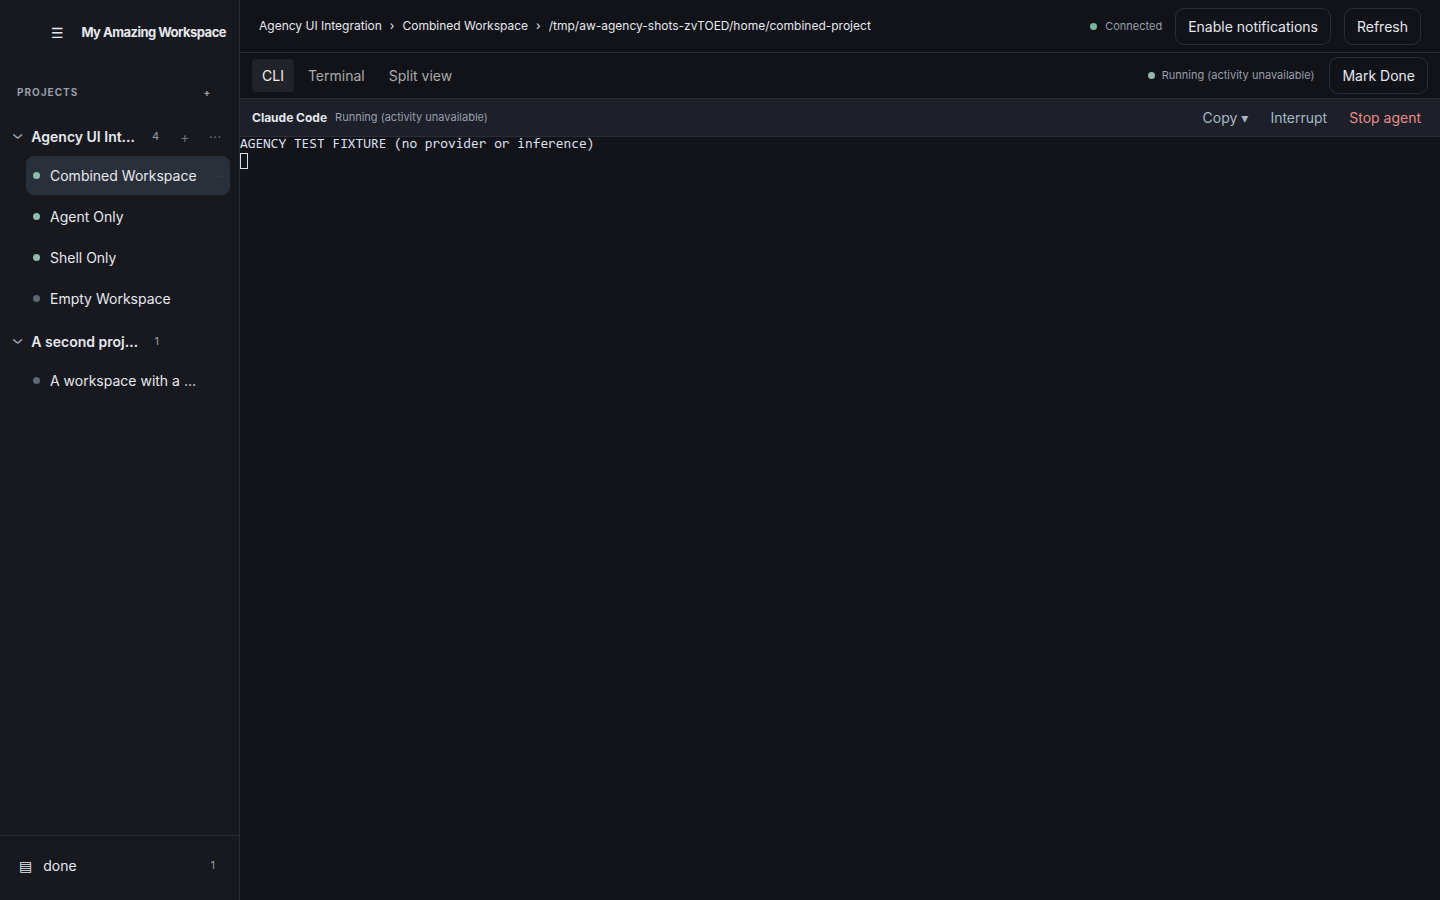 ☰ My Amazing Workspace
PROJECTS +
Agency UI Int... 4 + ...
Combined Workspace
Agent Only
Shell Only
Empty Workspace
A second proj... 1
A workspace with a ...
done 1
Agency UI Integration › Combined Workspace › /tmp/aw-agency-shots-zvTOED/home/combined-project
Connected Enable notifications Refresh
CLI Terminal Split view
Running (activity unavailable) Mark Done
Claude Code Running (activity unavailable)
Copy ▾ Interrupt Stop agent
AGENCY TEST FIXTURE (no provider or inference)